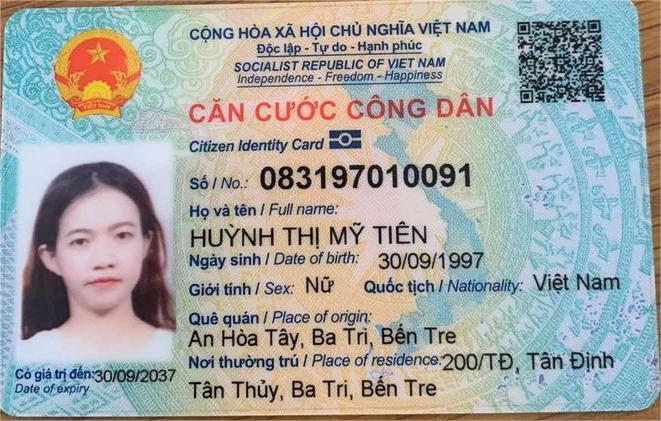 CỘNG HÒA XÃ HỘI CHỦ NGHĨA VIỆT NAM
Độc lập - Tự do - Hạnh phúc
SOCIALIST REPUBLIC OF VIET NAM
Independence - Freedom - Happiness
CĂN CƯỚC CÔNG DÂN
Citizen Identity Card
Số / No.: 083197010091
Họ và tên / Full name:
HUỲNH THỊ MỸ TIÊN
Ngày sinh / Date of birth: 30/09/1997
Giới tính / Sex: Nữ Quốc tịch / Nationality: Việt Nam
Quê quán / Place of origin:
An Hòa Tây, Ba Tri, Bến Tre
Nơi thường trú / Place of residence: 200/TĐ, Tân Định
Tân Thủy, Ba Tri, Bến Tre
Có giá trị đến: 30/09/2037
Date of expiry